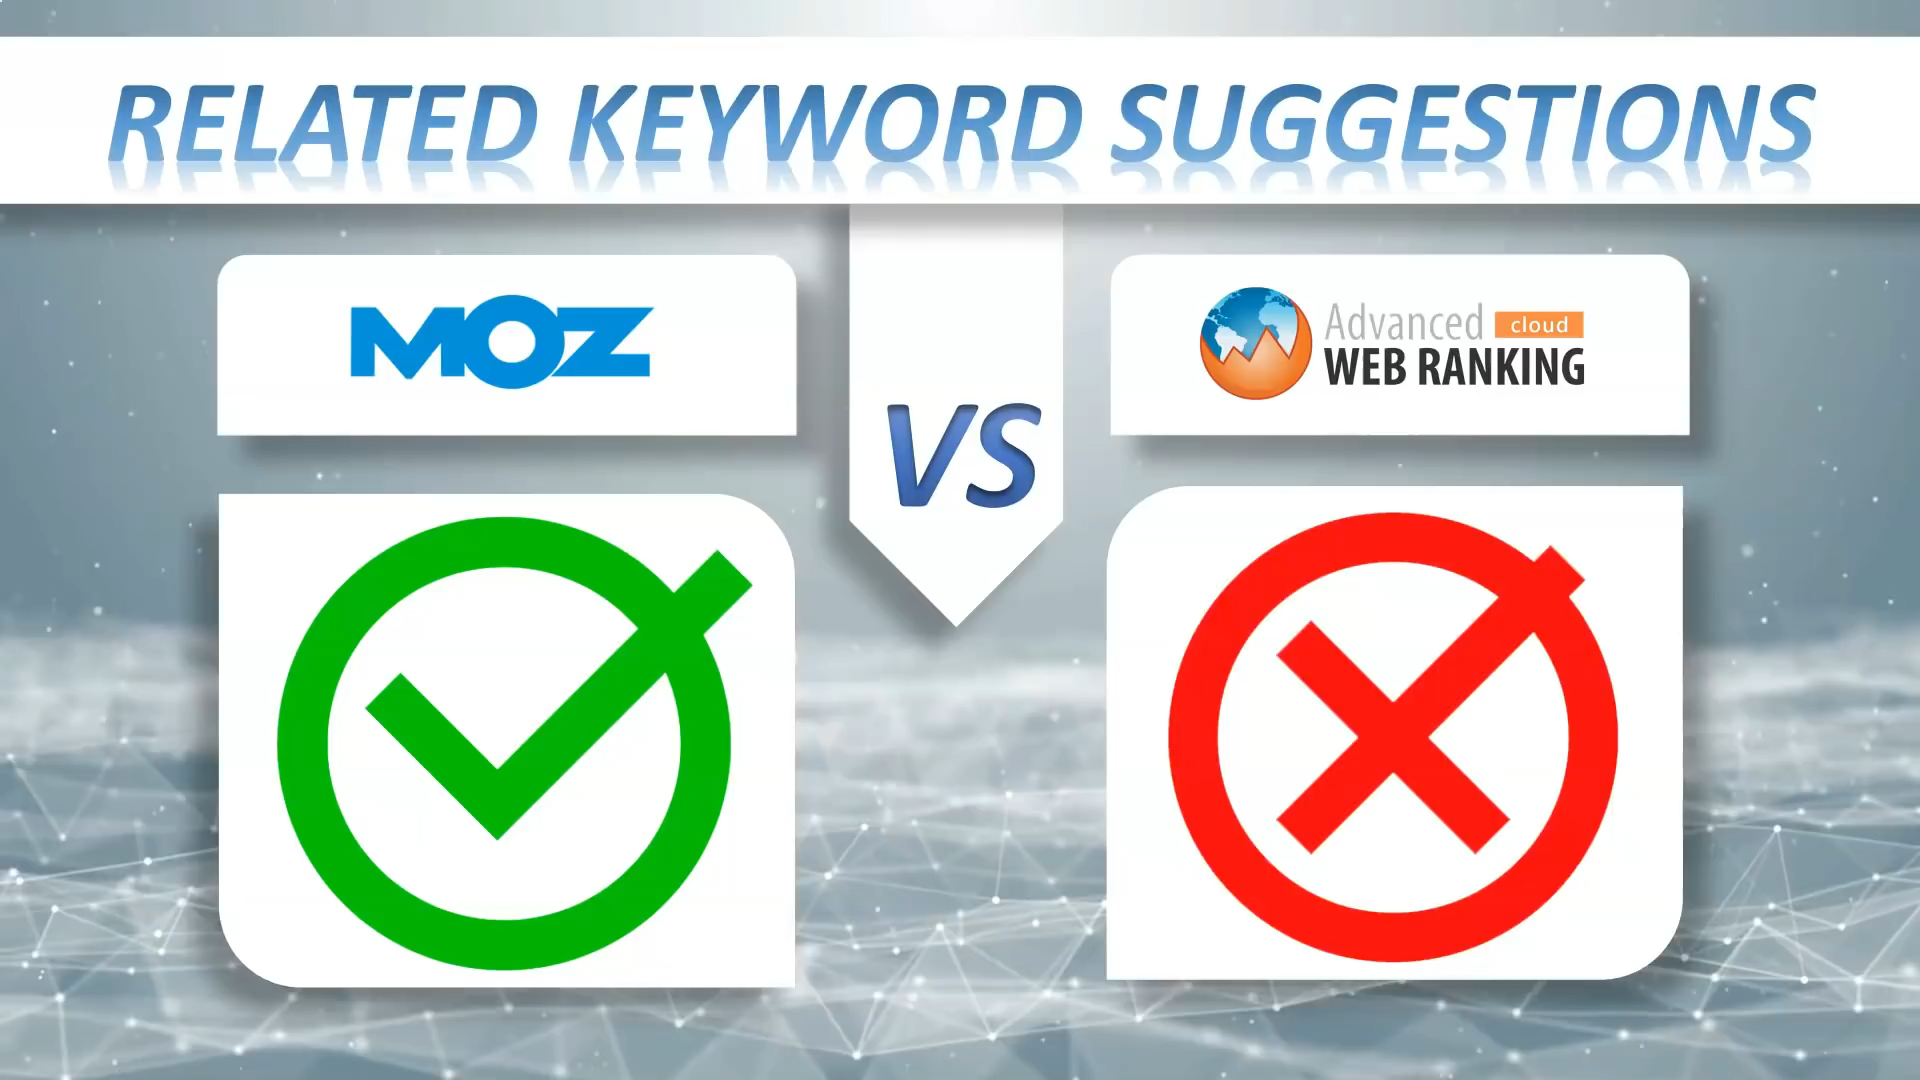 RELATED KEYWORD SUGGESTIONS
MOZ
VS
Advanced cloud
WEB RANKING